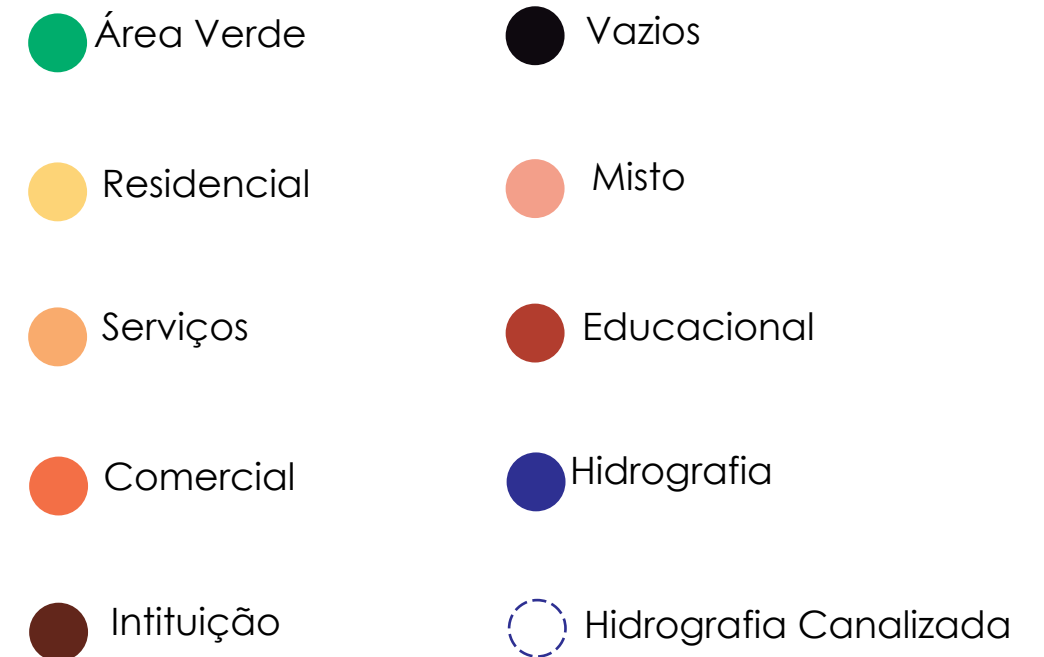 Área Verde
Vazios
Residencial
Misto
Serviços
Educacional
Comercial
Hidrografia
Intituição
Hidrografia Canalizada